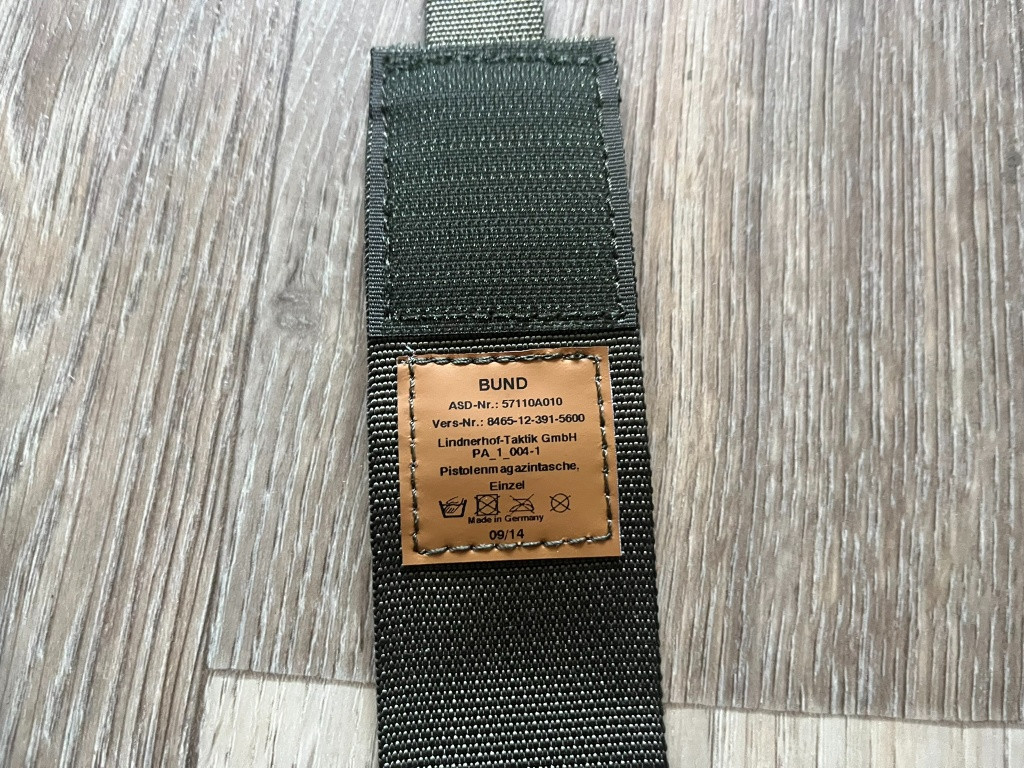 BUND
ASD-Nr.: 57110A010
Vers-Nr.: 8465-12-391-5600
Lindnerhof-Taktik GmbH
PA_1_004-1
Pistolenmagazintasche,
Einzel
Made in Germany
09/14